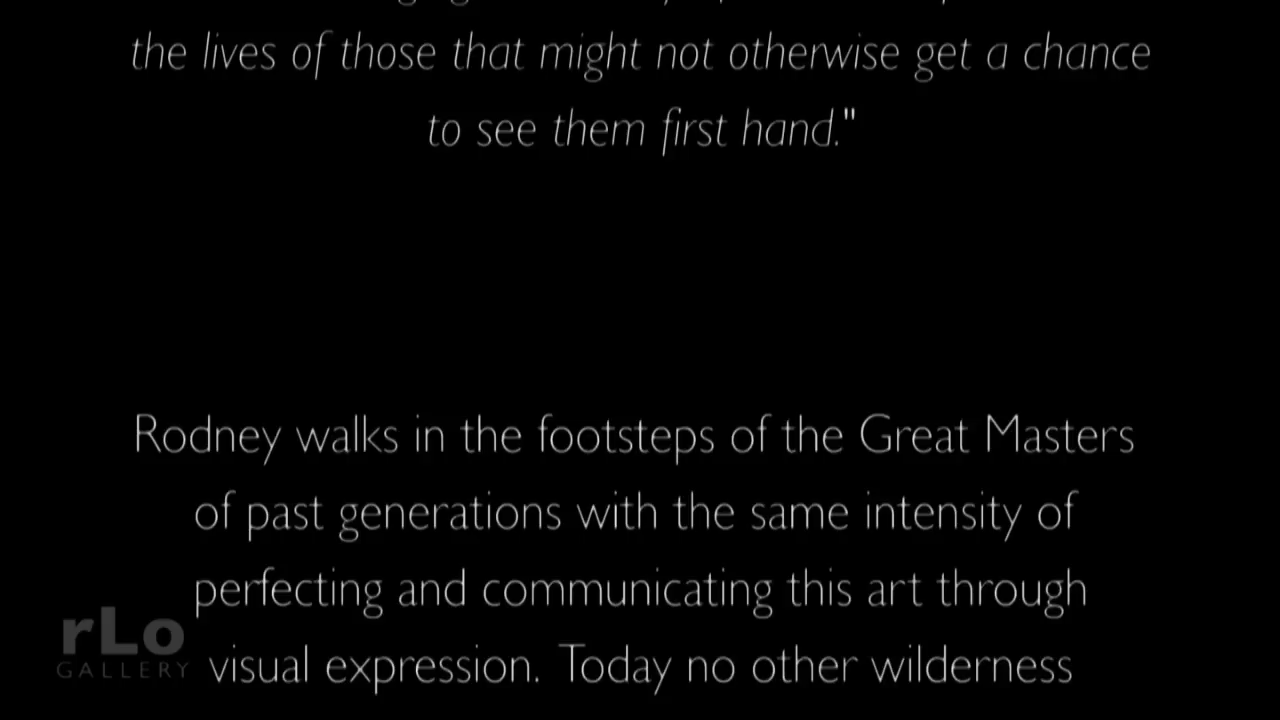 the lives of those that might not otherwise get a chance
to see them first hand."
Rodney walks in the footsteps of the Great Masters
of past generations with the same intensity of
perfecting and communicating this art through
visual expression. Today no other wilderness
rLo
GALLERY